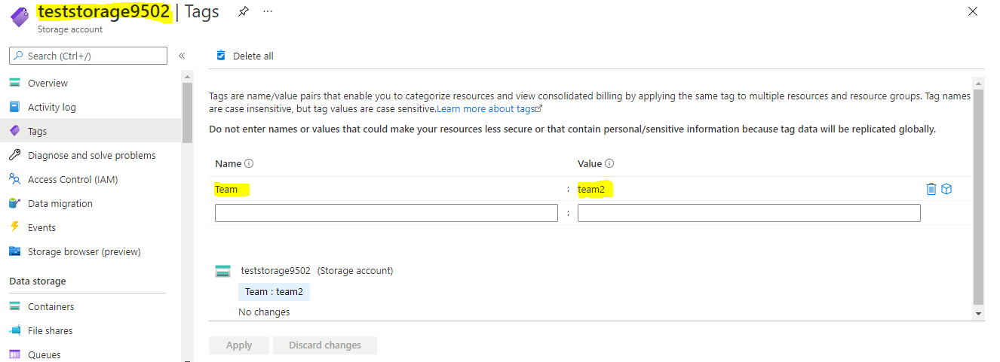 teststorage9502 | Tags
Storage account
Search (Ctrl+/)
Overview
Activity log
Tags
Diagnose and solve problems
Access Control (IAM)
Data migration
Events
Storage browser (preview)
Data storage
Containers
File shares
Queues
Delete all
Tags are name/value pairs that enable you to categorize resources and view consolidated billing by applying the same tag to multiple resources and resource groups. Tag names
are case insensitive, but tag values are case sensitive.Learn more about tags
Do not enter names or values that could make your resources less secure or that contain personal/sensitive information because tag data will be replicated globally.
Name Value
Team : team2
:
teststorage9502 (Storage account)
Team : team2
No changes
Apply Discard changes